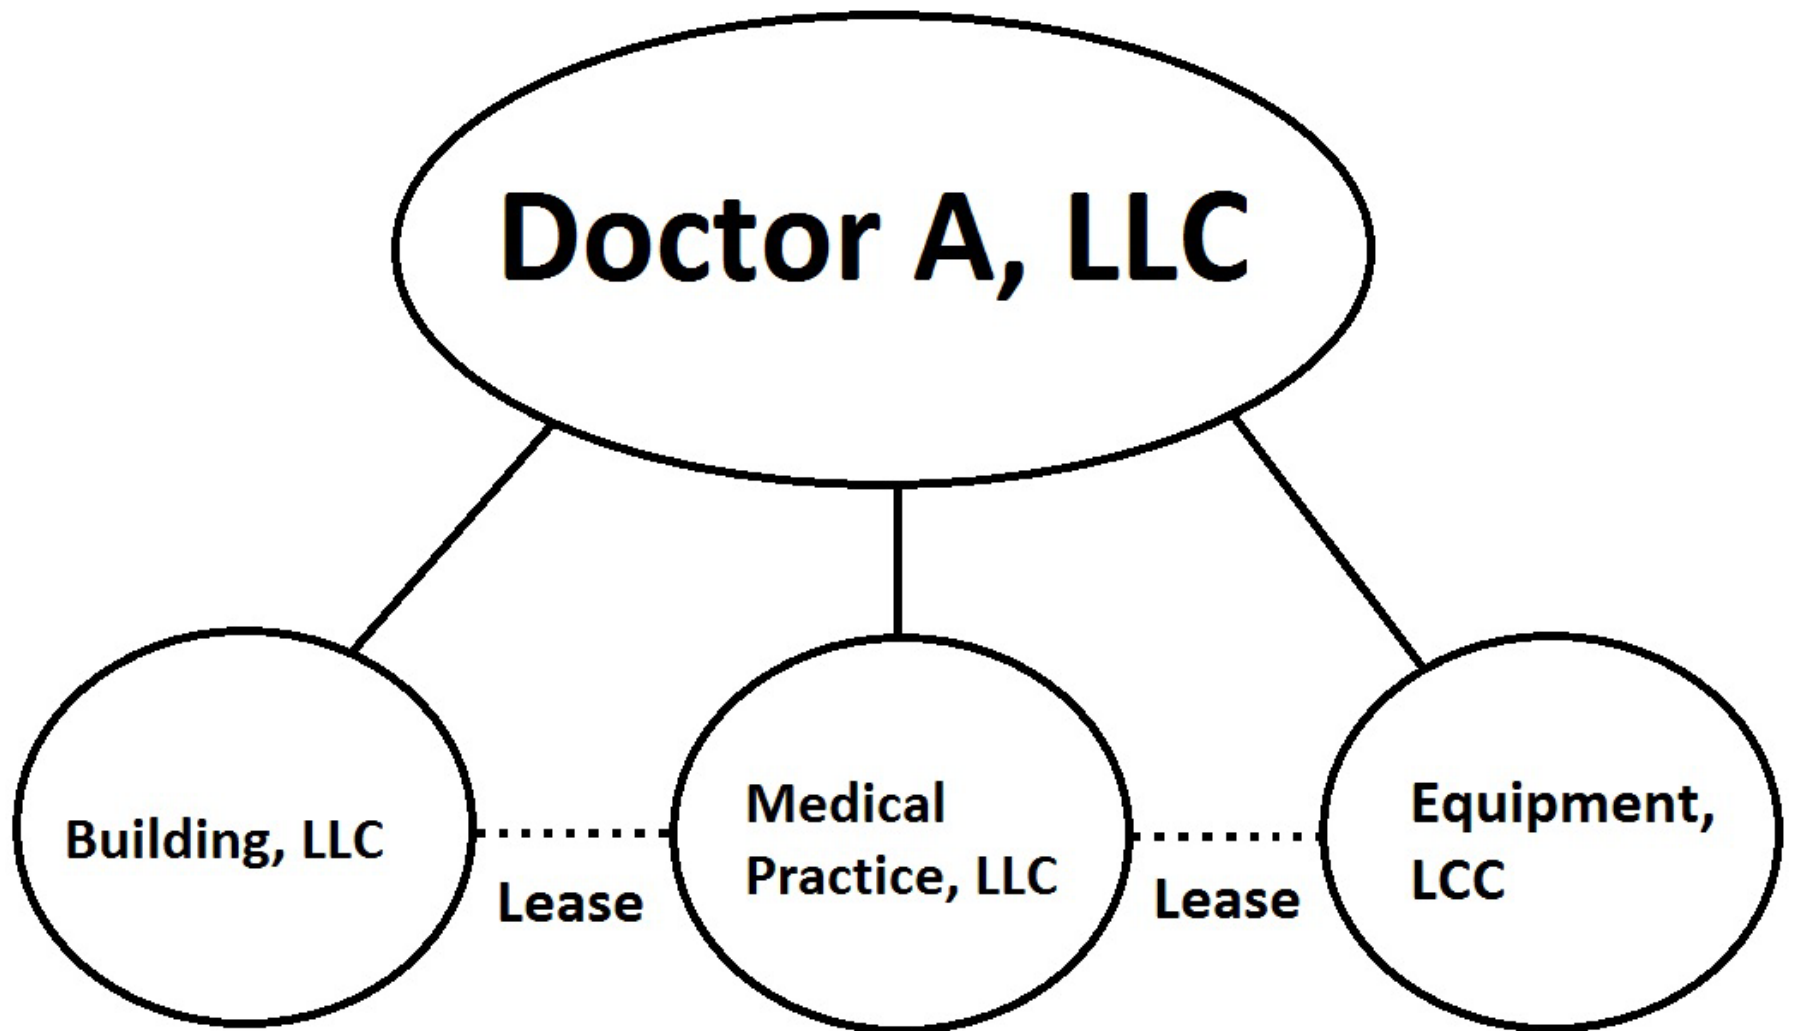 Doctor A, LLC
Building, LLC
Lease
Medical
Practice, LLC
Lease
Equipment,
LCC